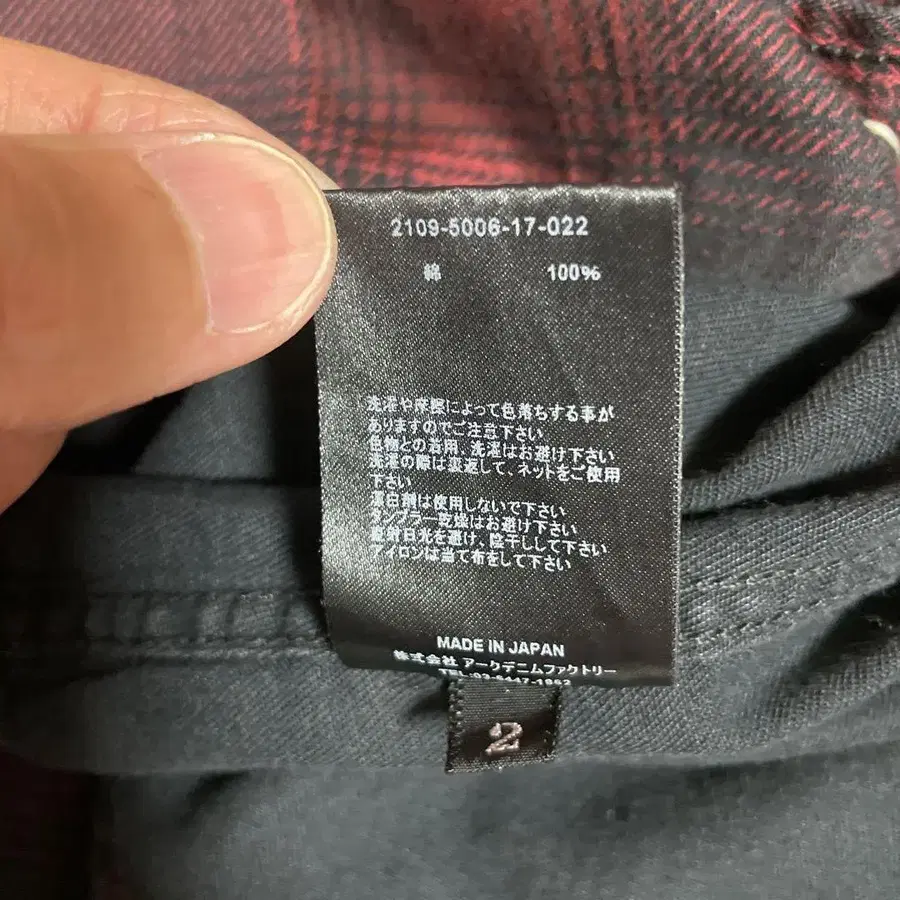 2109-5006-17-022
綿 100%
洗濯や摩擦によって色落ちする事が
ありますのでご注意下さい
色物との着用、洗濯はお避け下さい
洗濯の際は裏返して、ネットをご使用
下さい
漂白剤は使用しないで下さい
タンブラー乾燥はお避け下さい
直射日光を避け、陰干しして下さい
アイロンは当て布をして下さい
MADE IN JAPAN
株式会社 アークデニムファクトリー
2